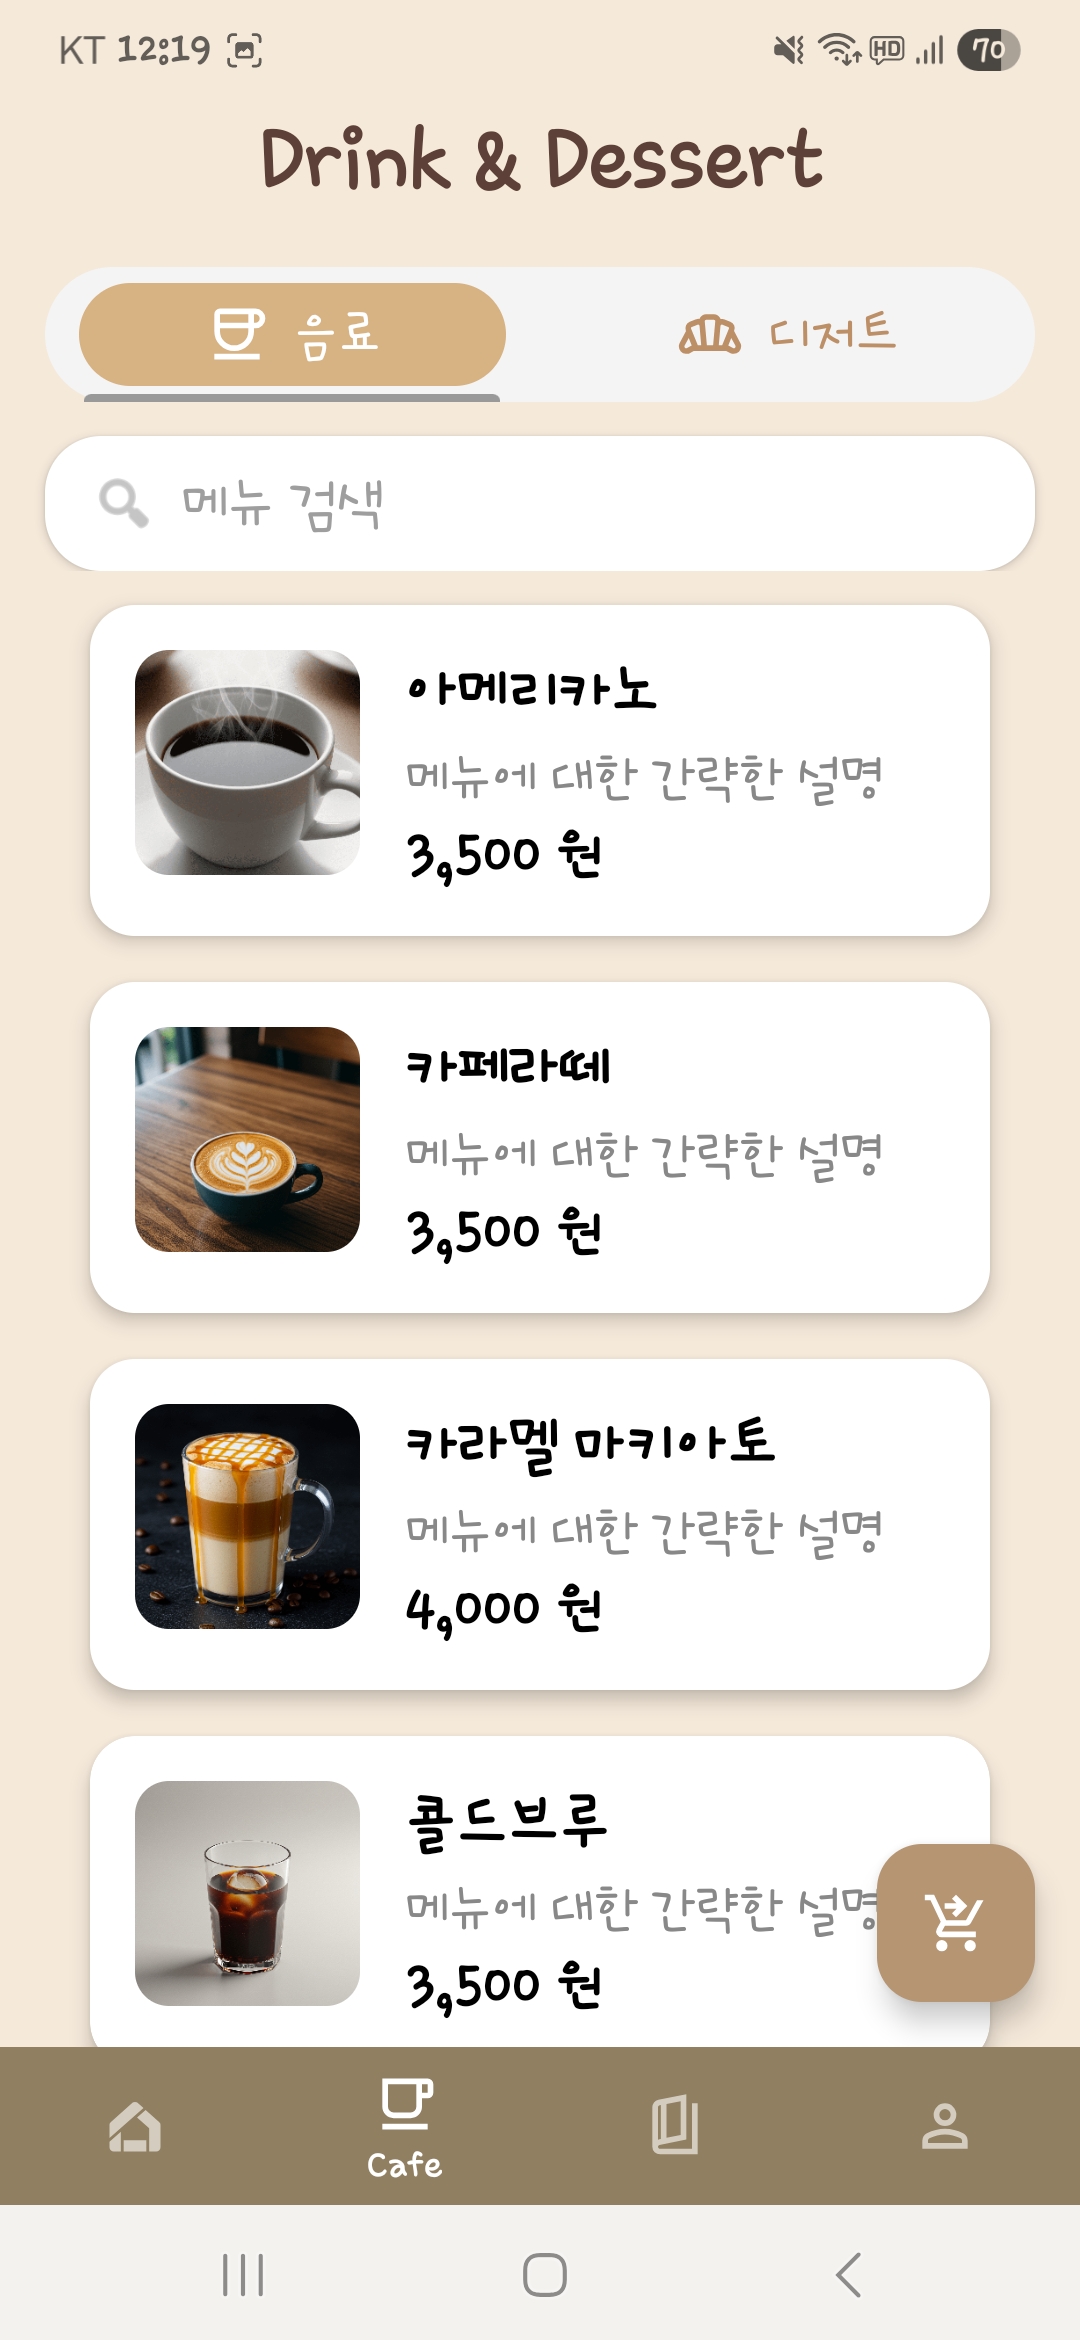 KT 12:19 HD 70
Drink & Dessert
음료 디저트
메뉴 검색
아메리카노
메뉴에 대한 간략한 설명
3,500 원
카페라떼
메뉴에 대한 간략한 설명
3,500 원
카라멜 마키아토
메뉴에 대한 간략한 설명
4,000 원
콜드브루
메뉴에 대한 간략한 설명
3,500 원
Cafe